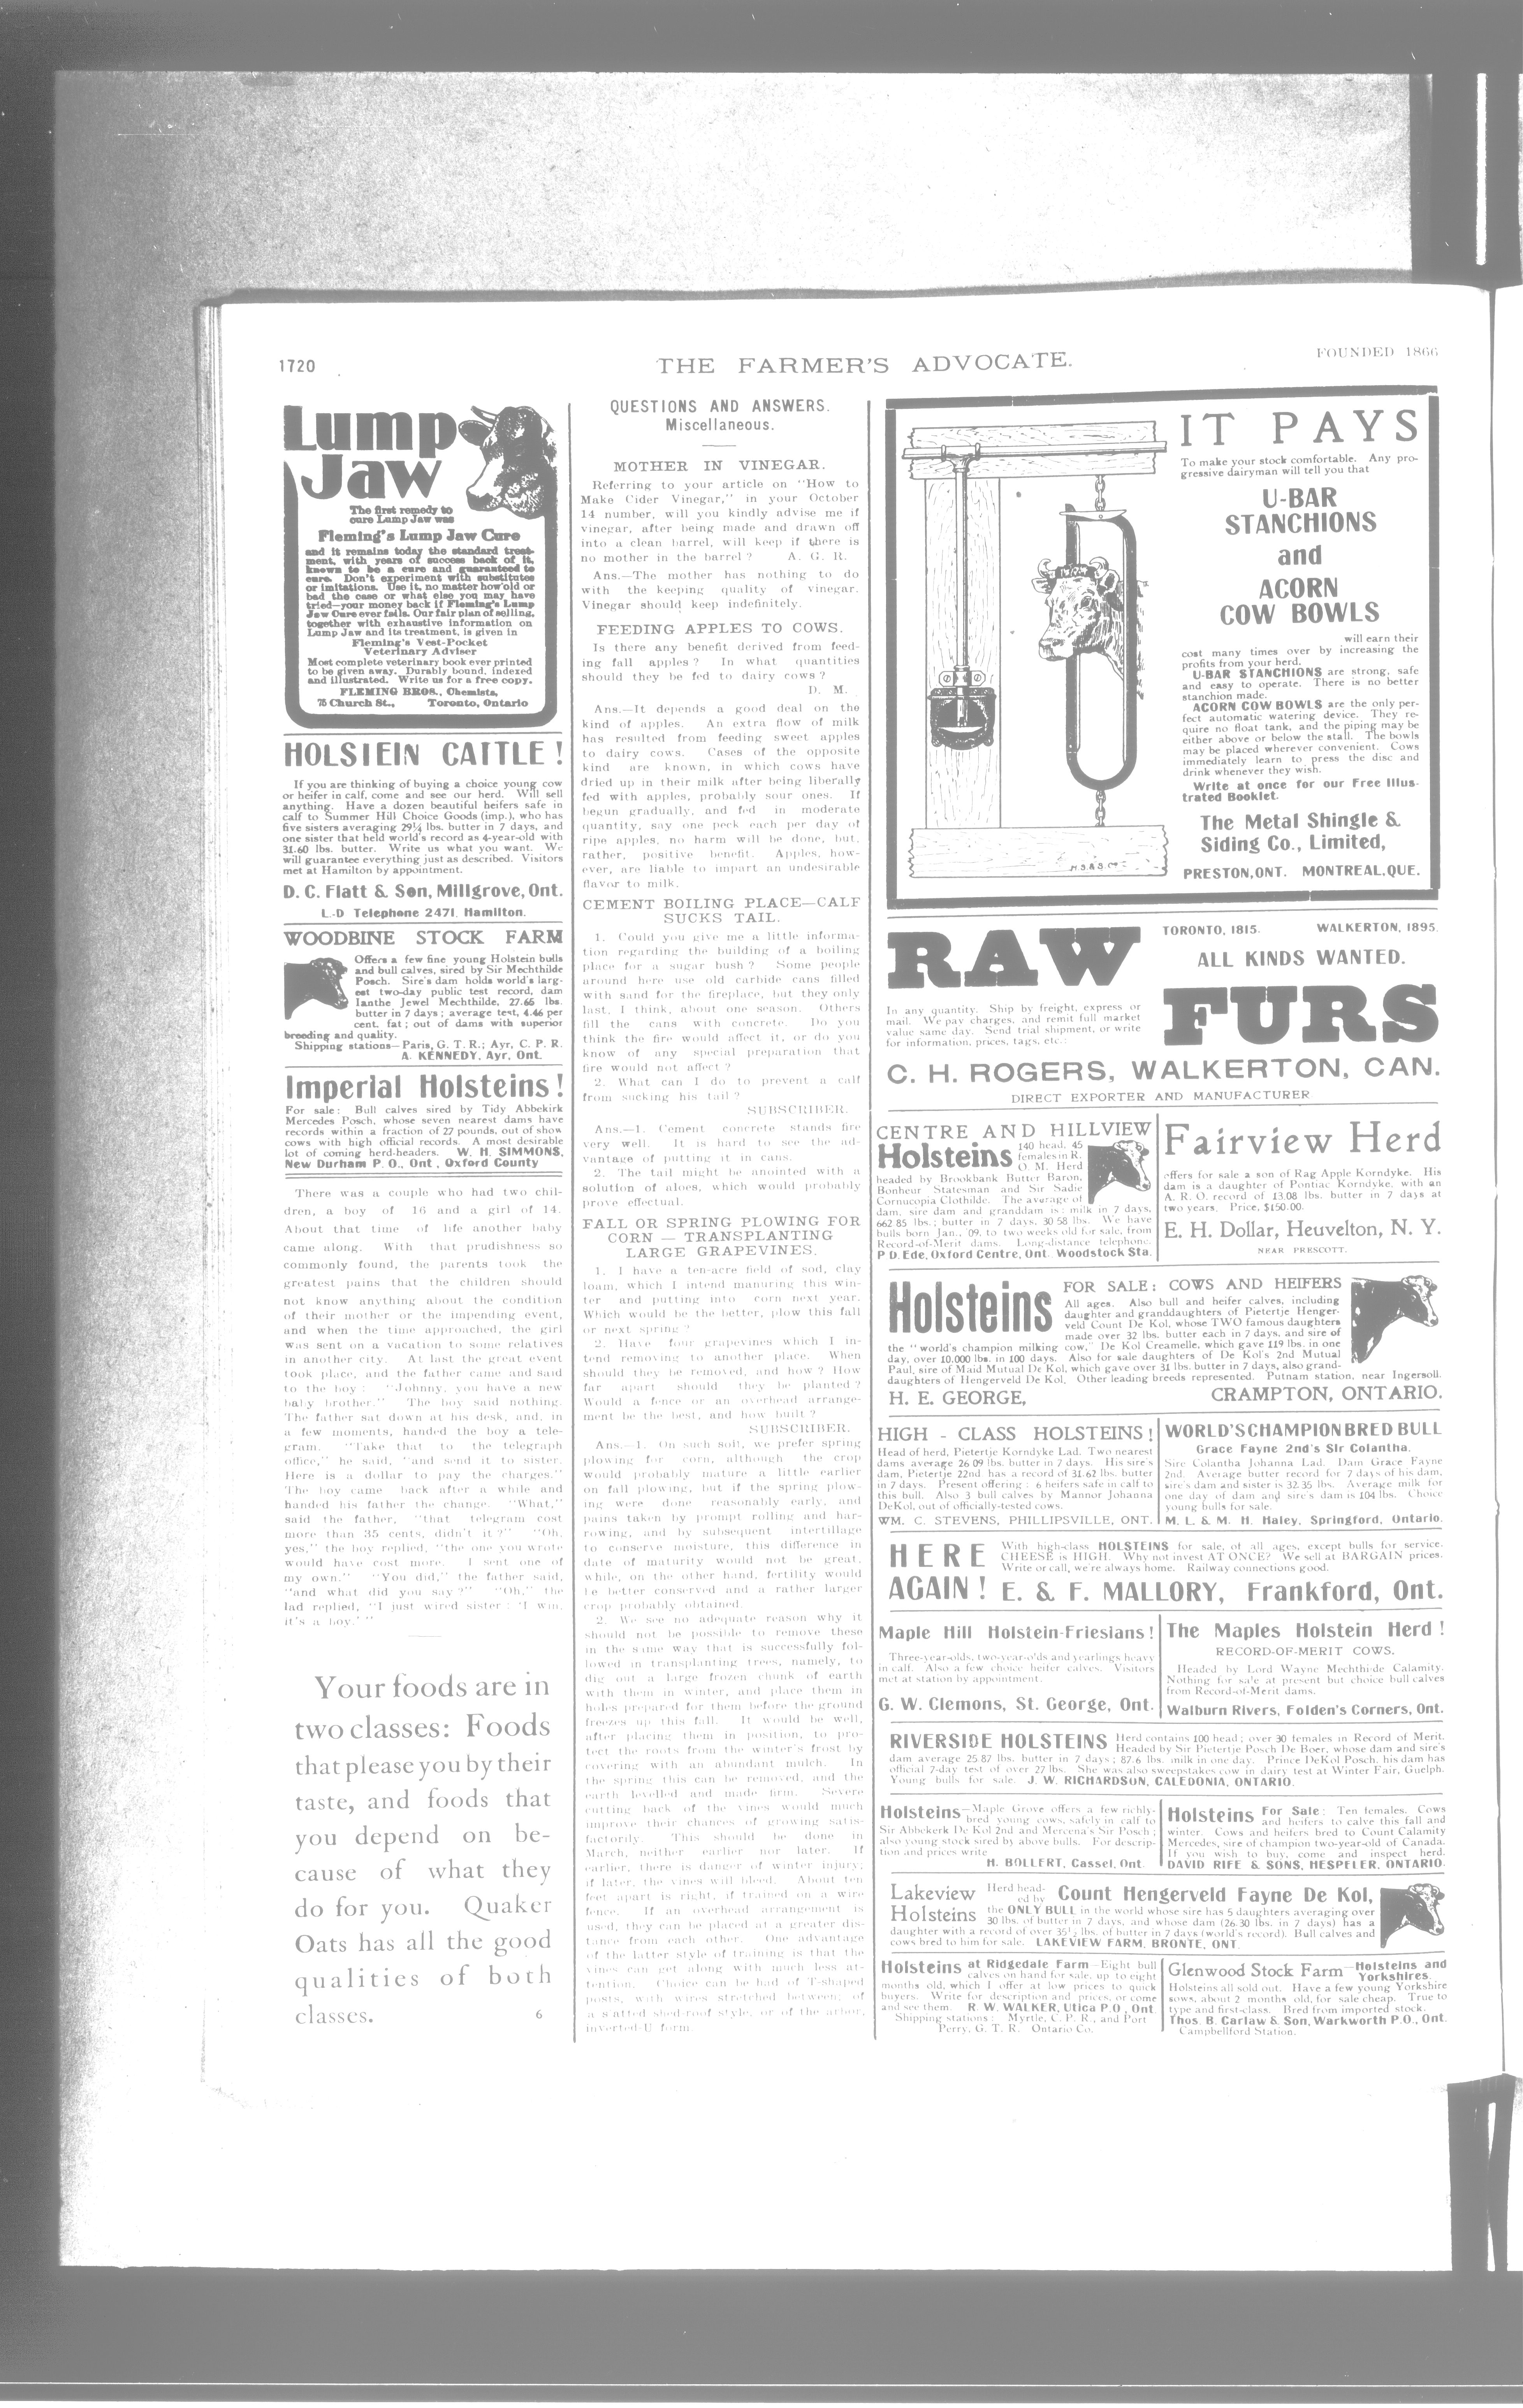 1720
THE FARMER'S ADVOCATE.
FOUNDED 1866
Lump
Jaw
The first remedy to
cure Lump Jaw was
Fleming's Lump Jaw Cure
and it remains today the standard treat-
ment, with years of success back of it,
known to be a cure and guaranteed to
cure. Don't experiment with substitutes
or imitations. Use it, no matter how old or
bad the case or what else you may have
tried—your money back if Fleming's Lump
Jaw Cure ever fails. Our fair plan of selling,
together with exhaustive information on
Lump Jaw and its treatment, is given in
Fleming's Vest-Pocket
Veterinary Adviser
Most complete veterinary book ever printed
to be given away. Durably bound, indexed
and illustrated. Write us for a free copy.
FLEMING BROS., Chemists,
75 Church St., Toronto, Ontario
HOLSTEIN CATTLE!
If you are thinking of buying a choice young cow
or heifer in calf, come and see our herd. Will sell
anything. Have a dozen beautiful heifers safe in
calf to Summer Hill Choice Goods (imp.), who has
five sisters averaging 29¼ lbs. butter in 7 days, and
one sister that held world's record as 4-year-old with
31.60 lbs. butter. Write us what you want. We
will guarantee everything just as described. Visitors
met at Hamilton by appointment.
D. C. Flatt & Son, Millgrove, Ont.
L.-D Telephone 2471, Hamilton.
WOODBINE STOCK FARM
Offers a few fine young Holstein bulls
and bull calves, sired by Sir Mechthilde
Posch. Sire's dam holds world's larg-
est two-day public test record, dam
Ianthe Jewel Mechthilde, 27.65 lbs.
butter in 7 days; average test, 4.46 per
cent. fat; out of dams with superior
breeding and quality.
Shipping stations—Paris, G. T. R.; Ayr, C. P. R.
A. KENNEDY, Ayr, Ont.
Imperial Holsteins!
For sale: Bull calves sired by Tidy Abbekirk
Mercedes Posch, whose seven nearest dams have
records within a fraction of 27 pounds, out of show
cows with high official records. A most desirable
lot of coming herd-headers. W. H. SIMMONS,
New Durham P. O., Ont , Oxford County
There was a couple who had two chil-
dren, a boy of 16 and a girl of 14.
About that time of life another baby
came along. With that prudishness so
commonly found, the parents took the
greatest pains that the children should
not know anything about the condition
of their mother or the impending event,
and when the time approached, the girl
was sent on a vacation to some relatives
in another city. At last the great event
took place, and the father came and said
to the boy: "Johnny, you have a new
baby brother." The boy said nothing.
The father sat down at his desk, and, in
a few moments, handed the boy a tele-
gram. "Take that to the telegraph
office," he said, "and send it to sister.
Here is a dollar to pay the charges."
The boy came back after a while and
handed his father the change. "What,"
said the father, "that telegram cost
more than 35 cents, didn't it?" "Oh,
yes," the boy replied, "the one you wrote
would have cost more. I sent one of
my own." "You did," the father said,
"and what did you say?" "Oh," the
lad replied, "I just wired sister: 'I win,
it's a boy.'"
Your foods are in
two classes: Foods
that please you by their
taste, and foods that
you depend on be-
cause of what they
do for you. Quaker
Oats has all the good
qualities of both
classes. 6
QUESTIONS AND ANSWERS.
Miscellaneous.
MOTHER IN VINEGAR.
Referring to your article on "How to
Make Cider Vinegar," in your October
14 number, will you kindly advise me if
vinegar, after being made and drawn off
into a clean barrel, will keep if there is
no mother in the barrel? A. G. R.
Ans.—The mother has nothing to do
with the keeping quality of vinegar.
Vinegar should keep indefinitely.
FEEDING APPLES TO COWS.
Is there any benefit derived from feed-
ing fall apples? In what quantities
should they be fed to dairy cows?
D. M.
Ans.—It depends a good deal on the
kind of apples. An extra flow of milk
has resulted from feeding sweet apples
to dairy cows. Cases of the opposite
kind are known, in which cows have
dried up in their milk after being liberally
fed with apples, probably sour ones. If
begun gradually, and fed in moderate
quantity, say one peck each per day of
ripe apples, no harm will be done, but,
rather, positive benefit. Apples, how-
ever, are liable to impart an undesirable
flavor to milk.
CEMENT BOILING PLACE—CALF
SUCKS TAIL.
1. Could you give me a little informa-
tion regarding the building of a boiling
place for a sugar bush? Some people
around here use old carbide cans filled
with sand for the fireplace, but they only
last, I think, about one season. Others
fill the cans with concrete. Do you
think the fire would affect it, or do you
know of any special preparation that
fire would not affect?
2. What can I do to prevent a calf
from sucking his tail?
SUBSCRIBER.
Ans.—1. Cement concrete stands fire
very well. It is hard to see the ad-
vantage of putting it in cans.
2. The tail might be anointed with a
solution of aloes, which would probably
prove effectual.
FALL OR SPRING PLOWING FOR
CORN — TRANSPLANTING
LARGE GRAPEVINES.
1. I have a ten-acre field of sod, clay
loam, which I intend manuring this win-
ter and putting into corn next year.
Which would be the better, plow this fall
or next spring?
2. Have four grapevines which I in-
tend removing to another place. When
should they be removed, and how? How
far apart should they be planted?
Would a fence or an overhead arrange-
ment be the best, and how built?
SUBSCRIBER.
Ans.—1. On such soil, we prefer spring
plowing for corn, although the crop
would probably mature a little earlier
on fall plowing, but if the spring plow-
ing were done reasonably early, and
pains taken by prompt rolling and har-
rowing, and by subsequent intertillage
to conserve moisture, this difference in
date of maturity would not be great,
while, on the other hand, fertility would
be better conserved and a rather larger
crop probably obtained.
2. We see no adequate reason why it
should not be possible to remove these
in the same way that is successfully fol-
lowed in transplanting trees, namely, to
dig out a large frozen chunk of earth
with them in winter, and place them in
holes prepared for them before the ground
freezes up this fall. It would be well,
after placing them in position, to pro-
tect the roots from the winter's frost by
covering with an abundant mulch. In
the spring this can be removed, and the
earth levelled and made firm. Severe
cutting back of the vines would much
improve their chances of growing satis-
factorily. This should be done in
March, neither earlier nor later. If
earlier, there is danger of winter injury;
if later, the vines will bleed. About ten
feet apart is right, if trained on a wire
fence. If an overhead arrangement is
used, they can be placed at a greater dis-
tance from each other. One advantage
of the latter style of training is that the
vines can get along with much less at-
tention. Choice can be had of T-shaped
posts, with wires stretched between; of
a slatted shed-roof style, or of the arbor,
inverted-U form.
IT PAYS
To make your stock comfortable. Any pro-
gressive dairyman will tell you that
U-BAR
STANCHIONS
and
ACORN
COW BOWLS
will earn their
cost many times over by increasing the
profits from your herd.
U-BAR STANCHIONS are strong, safe
and easy to operate. There is no better
stanchion made.
ACORN COW BOWLS are the only per-
fect automatic watering device. They re-
quire no float tank, and the piping may be
either above or below the stall. The bowls
may be placed wherever convenient. Cows
immediately learn to press the disc and
drink whenever they wish.
Write at once for our Free Illus-
trated Booklet.
The Metal Shingle &
Siding Co., Limited,
PRESTON, ONT. MONTREAL, QUE.
RAW
FURS
TORONTO, 1815. WALKERTON, 1895.
ALL KINDS WANTED.
In any quantity. Ship by freight, express or
mail. We pay charges, and remit full market
value same day. Send trial shipment, or write
for information, prices, tags, etc.:
C. H. ROGERS, WALKERTON, CAN.
DIRECT EXPORTER AND MANUFACTURER
CENTRE AND HILLVIEW
Holsteins 140 head, 45
females in R.
O. M. Herd
headed by Brookbank Butter Baron,
Bonheur Statesman and Sir Sadie
Cornucopia Clothilde. The average of
dam, sire dam and granddam is: milk in 7 days,
662.85 lbs.; butter in 7 days, 30.58 lbs. We have
bulls born Jan., '09, to two weeks old for sale, from
Record-of-Merit dams. Long-distance telephone.
P D. Ede, Oxford Centre, Ont. Woodstock Sta.
Fairview Herd
offers for sale a son of Rag Apple Korndyke. His
dam is a daughter of Pontiac Korndyke, with an
A. R. O. record of 13.08 lbs. butter in 7 days at
two years. Price, $150.00.
E. H. Dollar, Heuvelton, N. Y.
NEAR PRESCOTT.
Holsteins FOR SALE: COWS AND HEIFERS
All ages. Also bull and heifer calves, including
daughter and granddaughters of Pietertje Henger-
veld Count De Kol, whose TWO famous daughters
made over 32 lbs. butter each in 7 days, and sire of
the "world's champion milking cow," De Kol Creamelle, which gave 119 lbs. in one
day, over 10,000 lbs. in 100 days. Also for sale daughters of De Kol's 2nd Mutual
Paul, sire of Maid Mutual De Kol, which gave over 31 lbs. butter in 7 days, also grand-
daughters of Hengerveld De Kol. Other leading breeds represented. Putnam station, near Ingersoll.
H. E. GEORGE, CRAMPTON, ONTARIO.
HIGH - CLASS HOLSTEINS!
Head of herd, Pietertje Korndyke Lad. Two nearest
dams average 26.09 lbs. butter in 7 days. His sire's
dam, Pietertje 22nd has a record of 31.62 lbs. butter
in 7 days. Present offering: 6 heifers safe in calf to
this bull. Also 3 bull calves by Mannor Johanna
DeKol, out of officially-tested cows.
WM. C. STEVENS, PHILLIPSVILLE, ONT.
WORLD'S CHAMPION BRED BULL
Grace Fayne 2nd's Sir Colantha.
Sire Colantha Johanna Lad. Dam Grace Fayne
2nd. Average butter record for 7 days of his dam,
sire's dam and sister is 32.35 lbs. Average milk for
one day of dam and sire's dam is 104 lbs. Choice
young bulls for sale.
M. L. & M. H. Haley, Springford, Ontario.
HERE
AGAIN!
With high-class HOLSTEINS for sale, of all ages, except bulls for service.
CHEESE is HIGH. Why not invest AT ONCE? We sell at BARGAIN prices.
Write or call, we're always home. Railway connections good.
E. & F. MALLORY, Frankford, Ont.
Maple Hill Holstein-Friesians!
Three-year-olds, two-year-o'ds and yearlings heavy
in calf. Also a few choice heifer calves. Visitors
met at station by appointment.
G. W. Clemons, St. George, Ont.
The Maples Holstein Herd!
RECORD-OF-MERIT COWS.
Headed by Lord Wayne Mechthilde Calamity.
Nothing for sale at present but choice bull calves
from Record-of-Merit dams.
Walburn Rivers, Folden's Corners, Ont.
RIVERSIDE HOLSTEINS Herd contains 100 head; over 30 females in Record of Merit.
Headed by Sir Pietertje Posch De Boer, whose dam and sire's
dam average 25.87 lbs. butter in 7 days; 87.6 lbs. milk in one day. Prince DeKol Posch, his dam has
official 7-day test of over 27 lbs. She was also sweepstakes cow in dairy test at Winter Fair, Guelph.
Young bulls for sale. J. W. RICHARDSON, CALEDONIA, ONTARIO.
Holsteins—Maple Grove offers a few richly-
bred young cows, safely in calf to
Sir Abbekerk De Kol 2nd and Mercena's Sir Posch;
also young stock sired by above bulls. For descrip-
tion and prices write
H. BOLLERT, Cassel, Ont.
Holsteins For Sale: Ten females. Cows
and heifers to calve this fall and
winter. Cows and heifers bred to Count Calamity
Mercedes, sire of champion two-year-old of Canada.
If you wish to buy, come and inspect herd.
DAVID RIFE & SONS, HESPELER, ONTARIO.
Lakeview
Holsteins
Herd head-
ed by Count Hengerveld Fayne De Kol,
the ONLY BULL in the world whose sire has 5 daughters averaging over
30 lbs. of butter in 7 days, and whose dam (26.30 lbs. in 7 days) has a
daughter with a record of over 35½ lbs. of butter in 7 days (world's record). Bull calves and
cows bred to him for sale. LAKEVIEW FARM, BRONTE, ONT.
Holsteins at Ridgedale Farm—Eight bull
calves on hand for sale, up to eight
months old, which I offer at low prices to quick
buyers. Write for description and prices, or come
and see them. R. W. WALKER, Utica P.O., Ont.
Shipping stations: Myrtle, C. P. R., and Port
Perry, G. T. R. Ontario Co.
Glenwood Stock Farm—Holsteins and
Yorkshires.
Holsteins all sold out. Have a few young Yorkshire
sows, about 2 months old, for sale cheap. True to
type and first-class. Bred from imported stock.
Thos. B. Carlaw & Son, Warkworth P.O., Ont.
Campbellford Station.